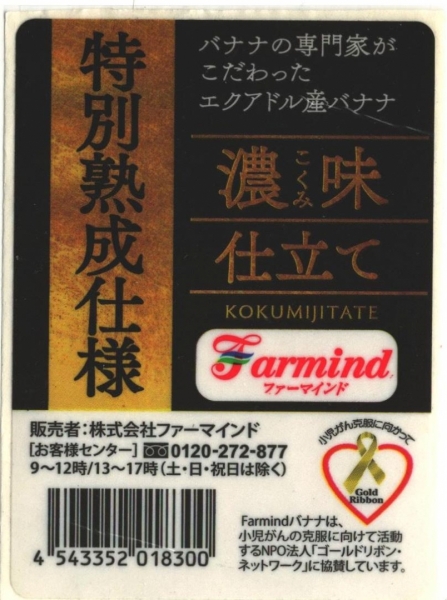 特別熟成仕様
バナナの専門家が
こだわった
エクアドル産バナナ
濃味
こくみ
仕立て
KOKUMIJITATE
Farmind
ファーマインド
販売者:株式会社ファーマインド
[お客様センター] 0120-272-877
9〜12時/13〜17時(土・日・祝日は除く)
4 543352 018300
小児がん克服に向かって
Gold
Ribbon
Farmindバナナは、
小児がんの克服に向けて活動
するNPO法人「ゴールドリボン・
ネットワーク」に協賛しています。